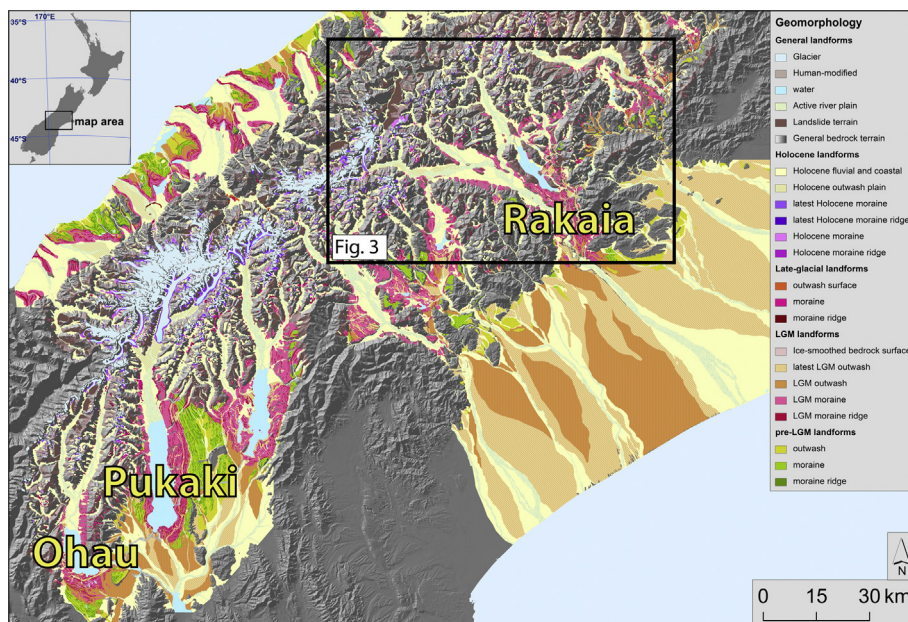 170°E
35°S
40°S
45°S
map area
Fig. 3
Rakaia
Pukaki
Ohau
Geomorphology
General landforms
Glacier
Human-modified
water
Active river plain
Landslide terrain
General bedrock terrain
Holocene landforms
Holocene fluvial and coastal
Holocene outwash plain
latest Holocene moraine
latest Holocene moraine ridge
Holocene moraine
Holocene moraine ridge
Late-glacial landforms
outwash surface
moraine
moraine ridge
LGM landforms
Ice-smoothed bedrock surface
latest LGM outwash
LGM outwash
LGM moraine
LGM moraine ridge
pre-LGM landforms
outwash
moraine
moraine ridge
N
0 15 30 km